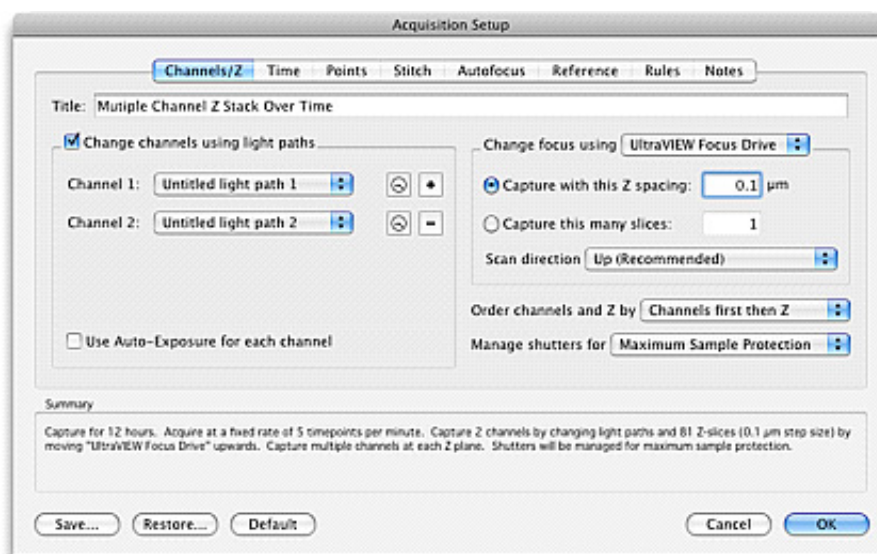 Acquisition Setup
Channels/Z Time Points Stitch Autofocus Reference Rules Notes
Title: Mutiple Channel Z Stack Over Time
Change channels using light paths
Channel 1: Untitled light path 1 +
Channel 2: Untitled light path 2 -
Use Auto-Exposure for each channel
Change focus using UltraVIEW Focus Drive
Capture with this Z spacing: 0.1 µm
Capture this many slices: 1
Scan direction Up (Recommended)
Order channels and Z by Channels first then Z
Manage shutters for Maximum Sample Protection
Summary
Capture for 12 hours. Acquire at a fixed rate of 5 timepoints per minute. Capture 2 channels by changing light paths and 81 Z-slices (0.1 µm step size) by
moving "UltraVIEW Focus Drive" upwards. Capture multiple channels at each Z plane. Shutters will be managed for maximum sample protection.
Save... Restore... Default Cancel OK